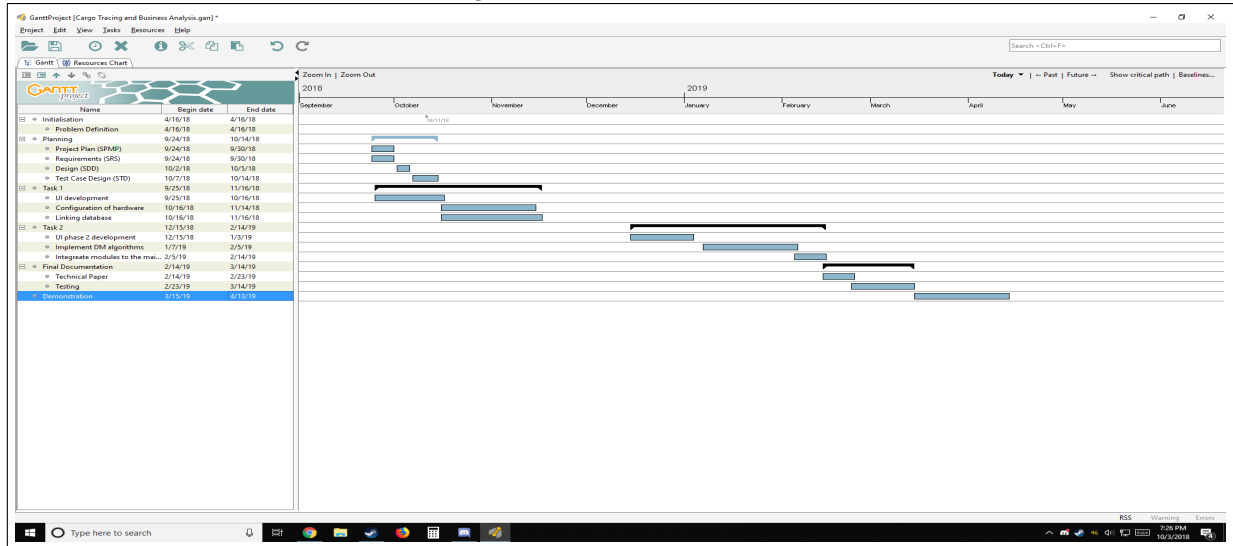 GanttProject [Cargo Tracing and Business Analysis.gan] *
Project Edit View Tasks Resources Help
Search <Ctrl+F>
Gantt Resources Chart
Zoom In | Zoom Out Today ▼ | ← Past | Future → Show critical path | Baselines...
GANTT project
2018 2019
Name Begin date End date
September October November December January February March April May June
10/11/18
Initialisation 4/16/18 4/16/18
Problem Definition 4/16/18 4/16/18
Planning 9/24/18 10/14/18
Project Plan (SPMP) 9/24/18 9/30/18
Requirements (SRS) 9/24/18 9/30/18
Design (SDD) 10/2/18 10/5/18
Test Case Design (STD) 10/7/18 10/14/18
Task 1 9/25/18 11/16/18
UI development 9/25/18 10/16/18
Configuration of hardware 10/16/18 11/14/18
Linking database 10/16/18 11/16/18
Task 2 12/15/18 2/14/19
UI phase 2 development 12/15/18 1/3/19
Implement DM algorithms 1/7/19 2/5/19
Integreate modules to the mai... 2/5/19 2/14/19
Final Documentation 2/14/19 3/14/19
Technical Paper 2/14/19 2/23/19
Testing 2/23/19 3/14/19
Demonstration 3/15/19 4/13/19
RSS Warning Errors
Type here to search
46
7:26 PM
10/3/2018
4